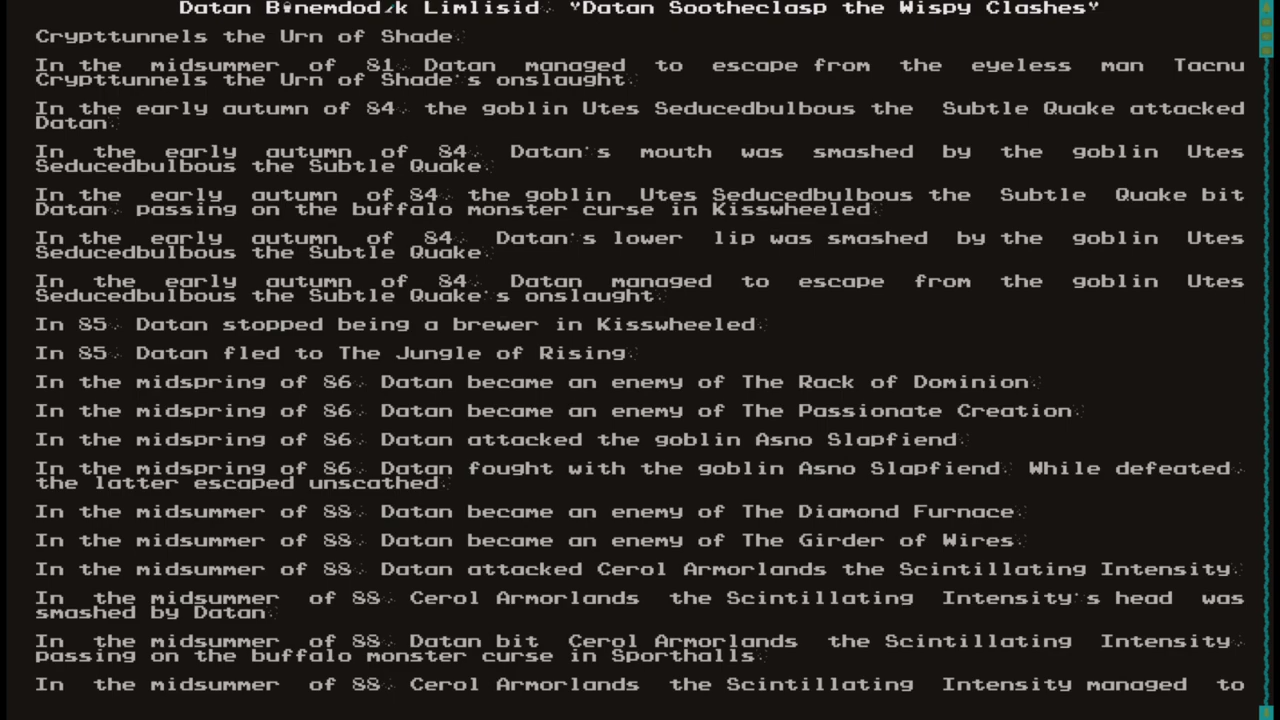 Datan Sootheclasp the Wispy Clashes"
Crypttunnels the Urn of Shade.
In the midsummer of 81, Datan managed to escape from the eyeless man Tacnu
Crypttunnels the Urn of Shade's onslaught.
In the early autumn of 84, the goblin Utes Seducedbulbous the Subtle Quake attacked
Datan.
In the early autumn of 84, Datan's mouth was smashed by the goblin Utes
Seducedbulbous the Subtle Quake.
In the early autumn of 84, the goblin Utes Seducedbulbous the Subtle Quake bit
Datan, passing on the buffalo monster curse in Kisswheeled.
In the early autumn of 84, Datan's lower lip was smashed by the goblin Utes
Seducedbulbous the Subtle Quake.
In the early autumn of 84, Datan managed to escape from the goblin Utes
Seducedbulbous the Subtle Quake's onslaught.
In 85, Datan stopped being a brewer in Kisswheeled.
In 85, Datan fled to The Jungle of Rising.
In the midspring of 86, Datan became an enemy of The Rack of Dominion.
In the midspring of 86, Datan became an enemy of The Passionate Creation.
In the midspring of 86, Datan attacked the goblin Asno Slapfiend.
In the midspring of 86, Datan fought with the goblin Asno Slapfiend. While defeated,
the latter escaped unscathed.
In the midsummer of 88, Datan became an enemy of The Diamond Furnace.
In the midsummer of 88, Datan became an enemy of The Girder of Wires.
In the midsummer of 88, Datan attacked Cerol Armorlands the Scintillating Intensity.
In the midsummer of 88, Cerol Armorlands the Scintillating Intensity's head was
smashed by Datan.
In the midsummer of 88, Datan bit Cerol Armorlands the Scintillating Intensity,
passing on the buffalo monster curse in Sporthalls.
In the midsummer of 88, Cerol Armorlands the Scintillating Intensity managed to